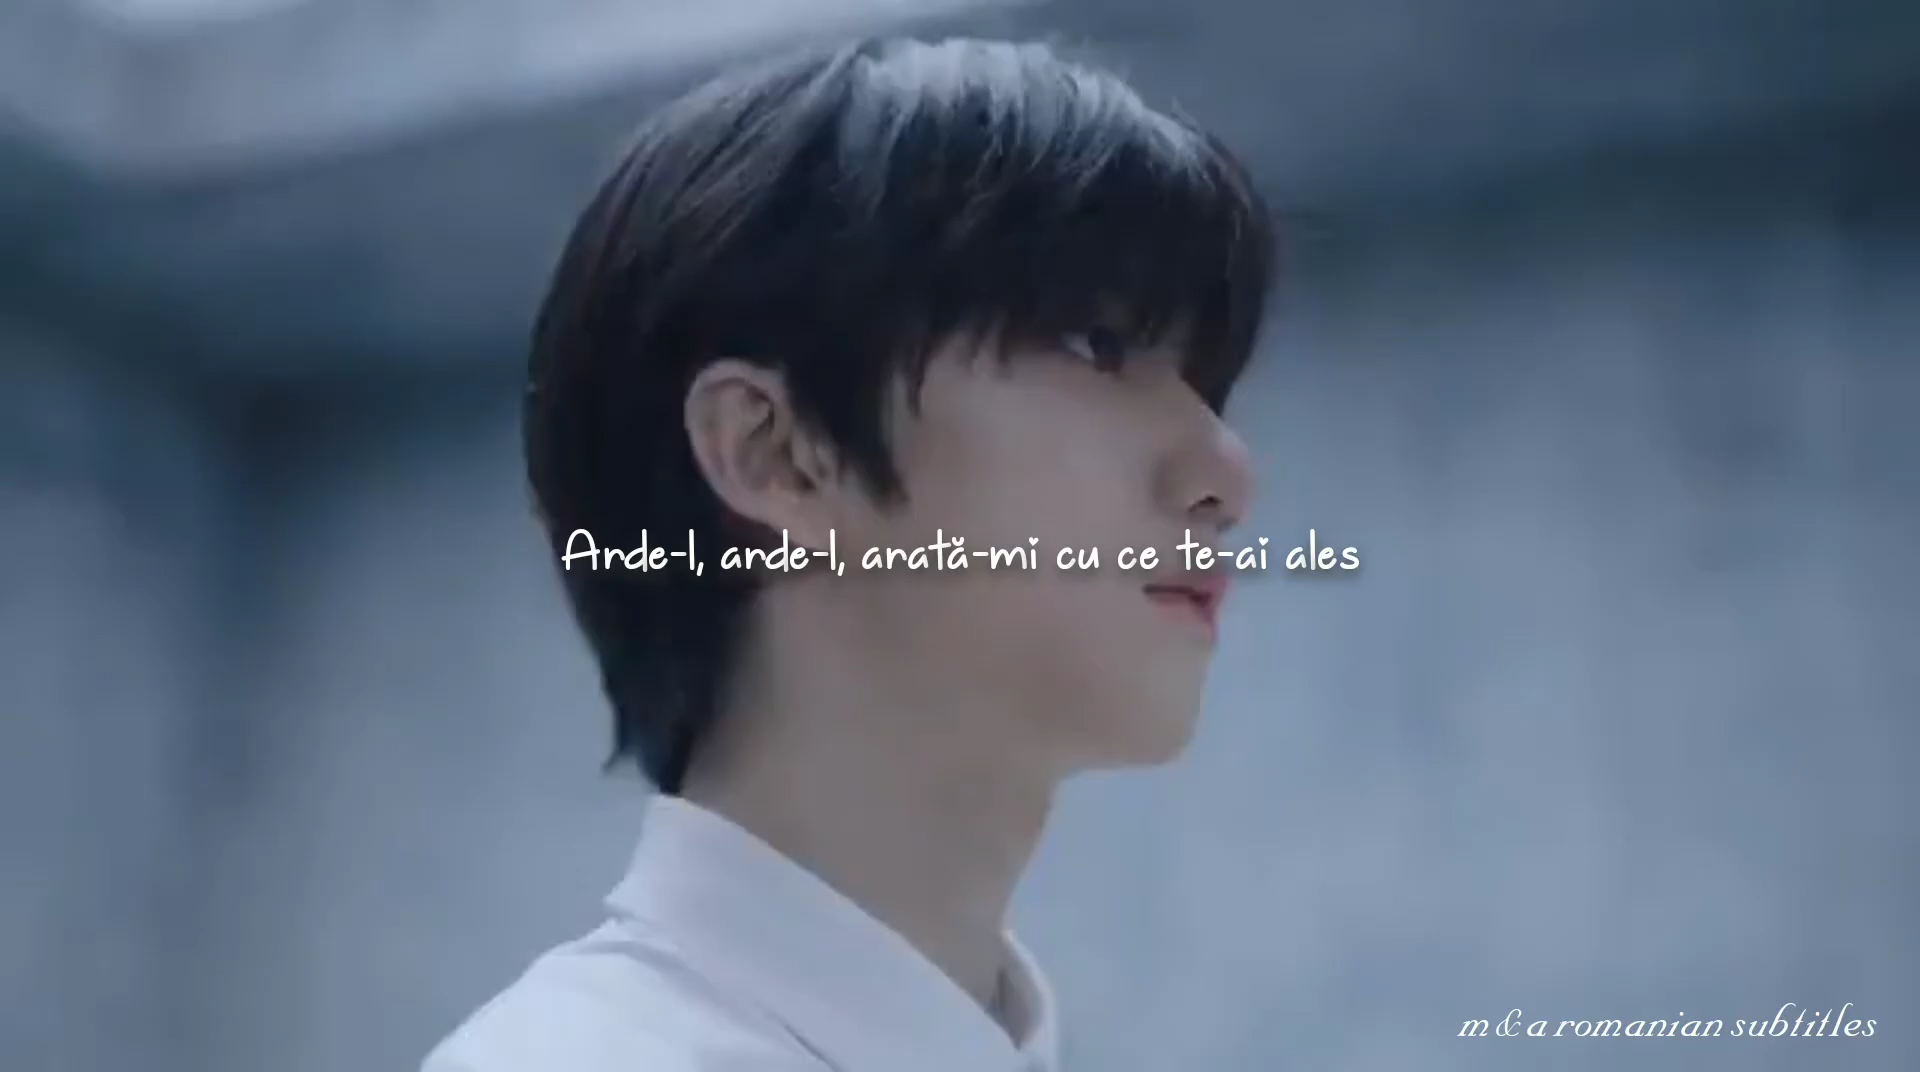 Arde-l, arde-l, arată-mi cu ce te-ai ales
m & a romanian subtitles